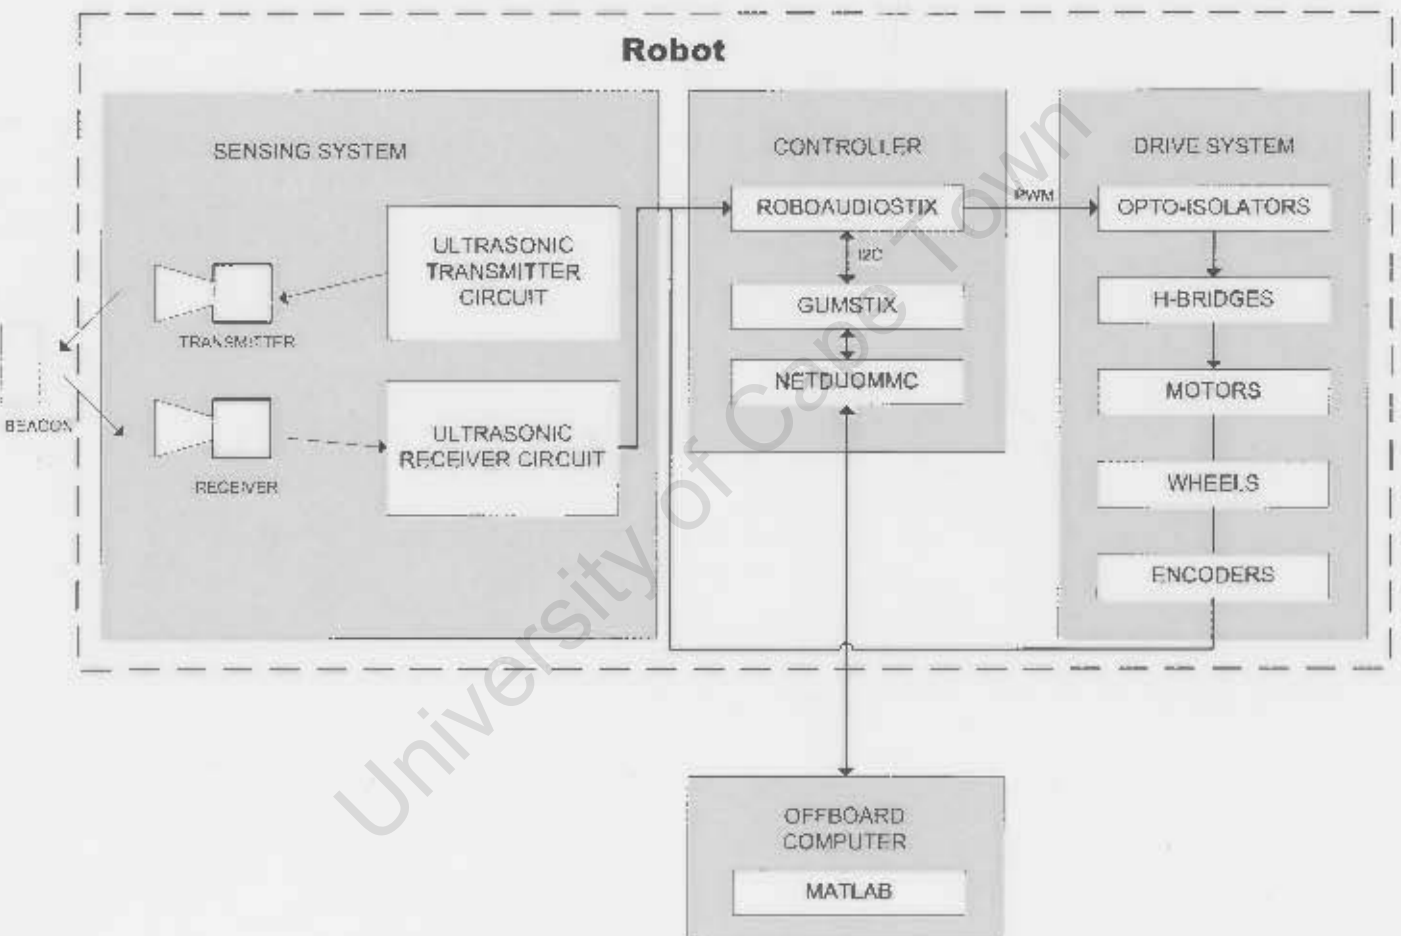 Robot
SENSING SYSTEM
ULTRASONIC
TRANSMITTER
CIRCUIT
TRANSMITTER
BEACON
ULTRASONIC
RECEIVER CIRCUIT
RECEIVER
CONTROLLER
ROBOAUDIOSTIX
I2C
GUMSTIX
NETDUOMMC
PWM
DRIVE SYSTEM
OPTO-ISOLATORS
H-BRIDGES
MOTORS
WHEELS
ENCODERS
OFFBOARD
COMPUTER
MATLAB
University of Cape Town